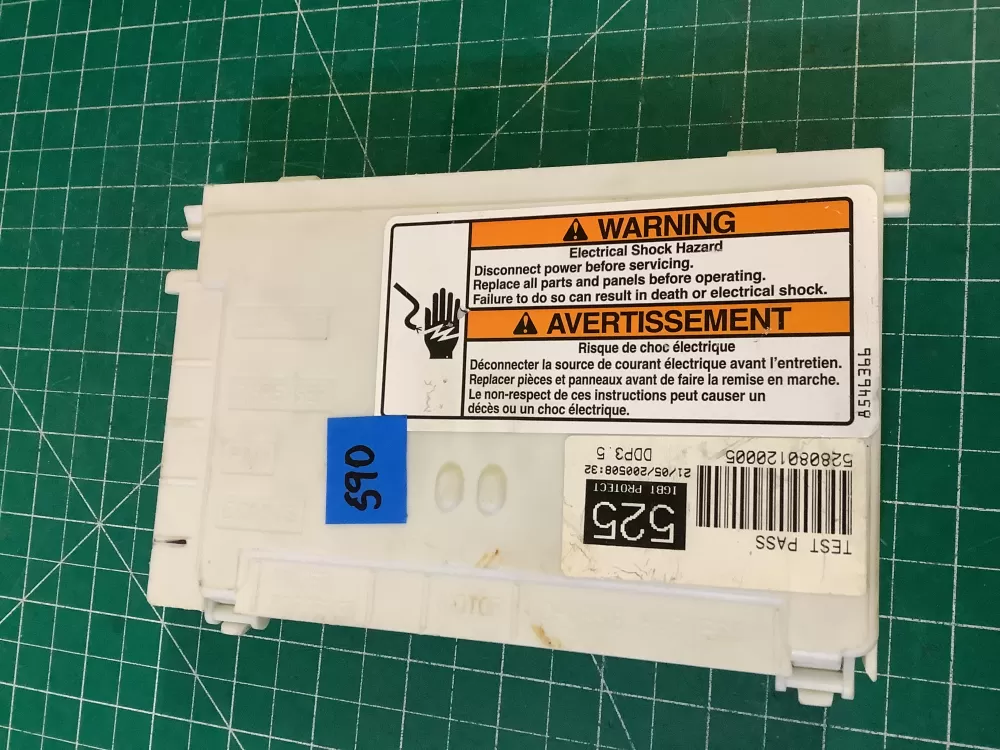 WARNING
Electrical Shock Hazard
Disconnect power before servicing.
Replace all parts and panels before operating.
Failure to do so can result in death or electrical shock.
AVERTISSEMENT
Risque de choc électrique
Déconnecter la source de courant électrique avant l'entretien.
Replacer pièces et panneaux avant de faire la remise en marche.
Le non-respect de ces instructions peut causer un
décès ou un choc électrique.
8546366
590
TEST PASS
525
IGBT PROTECT
21/05/200508:32
528080120005
DDP3.5